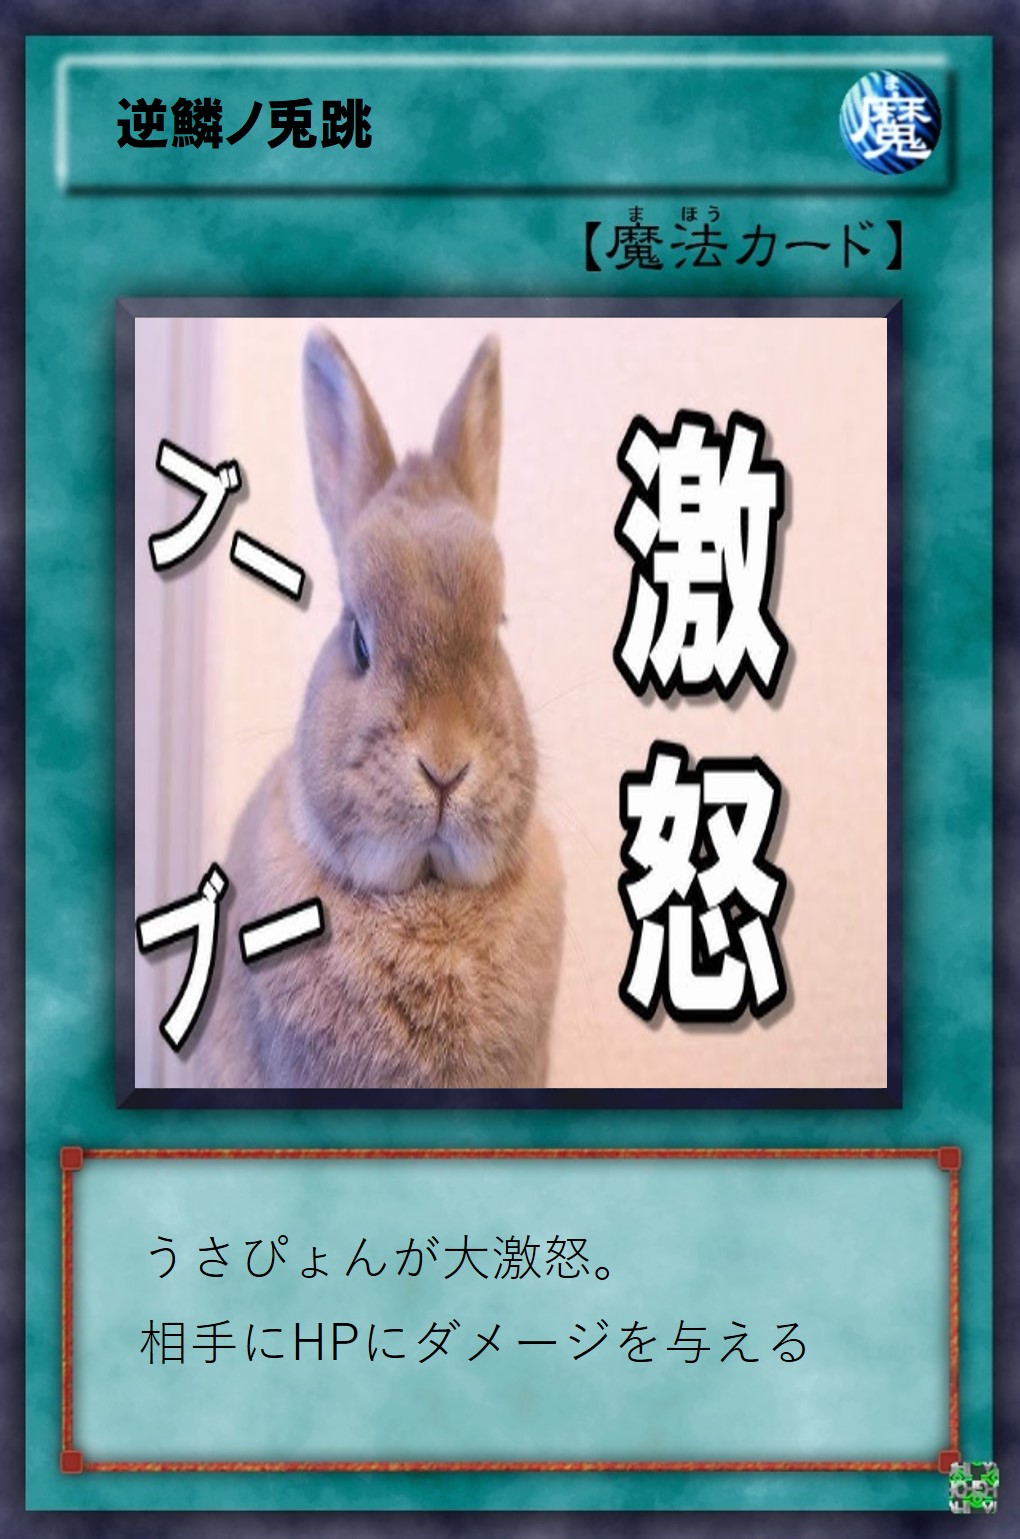 逆鱗ノ兎跳
ま
魔
ま ほう
【魔法カード】
ブー
激怒
ブー
うさぴょんが大激怒。
相手にHPにダメージを与える